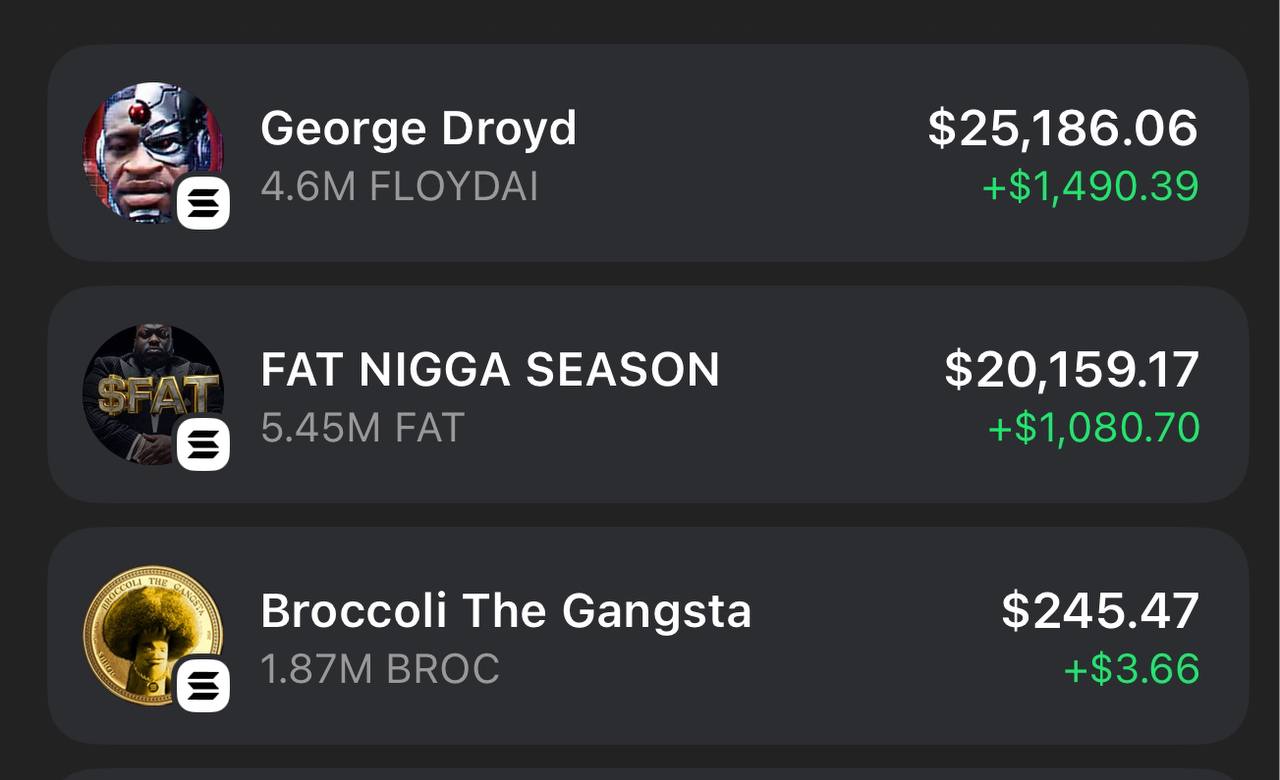 George Droyd
$25,186.06
4.6M FLOYDAI
+$1,490.39
FAT NIGGA SEASON
$20,159.17
5.45M FAT
+$1,080.70
$FAT
Broccoli The Gangsta
$245.47
1.87M BROC
+$3.66
BROCCOLI THE GANGSTA